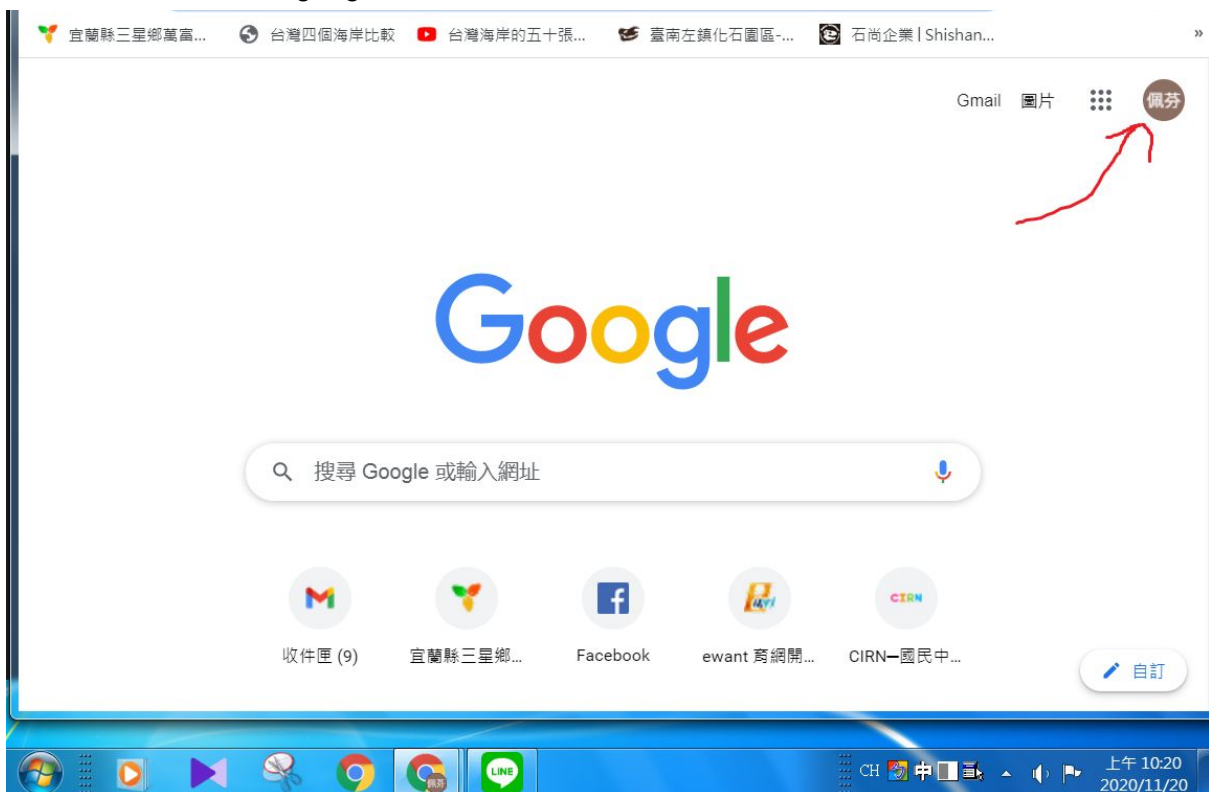 宜蘭縣三星鄉萬富... 台灣四個海岸比較 台灣海岸的五十張... 臺南左鎮化石園區-... 石尚企業 | Shishan... »
Gmail 圖片 佩芬
Google
搜尋 Google 或輸入網址
收件匣 (9) 宜蘭縣三星鄉... Facebook ewant 育網開... CIRN—國民中...
自訂
CH 中 上午 10:20
2020/11/20
LINE
CIRN